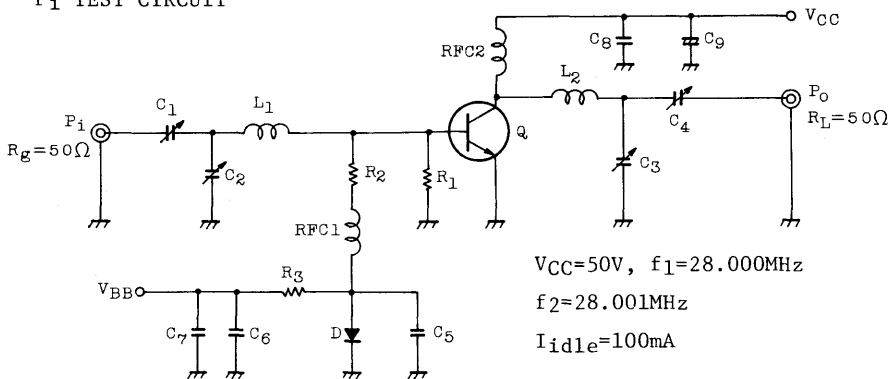 Pi TEST CIRCUIT
VCC
C8
C9
RFC2
L2
Po
RL=50Ω
C4
C3
Q
Pi
Rg=50Ω
C1
C2
L1
R2
R1
RFC1
VBB
R3
C7
C6
D
C5
VCC=50V, f1=28.000MHz
f2=28.001MHz
Iidle=100mA